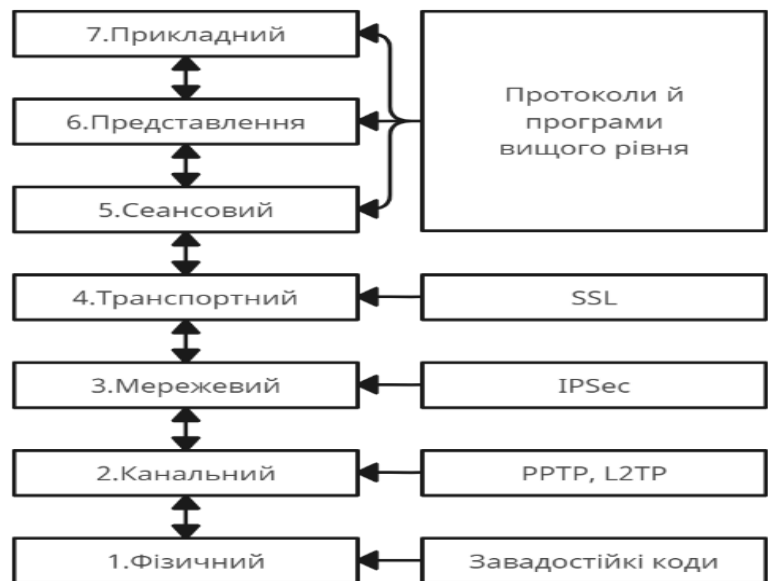 7.Прикладний
6.Представлення
5.Сеансовий
4.Транспортний
3.Мережевий
2.Канальний
1.Фізичний
Протоколи й
програми
вищого рівня
SSL
IPSec
PPTP, L2TP
Завадостійкі коди